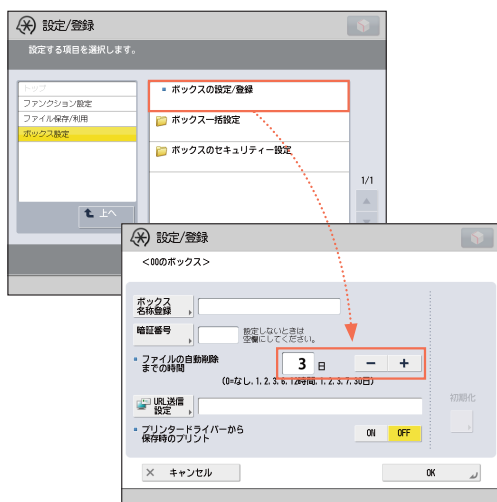 設定/登録
設定する項目を選択します。
トップ
ファンクション設定
ファイル保存/利用
ボックス設定
上へ
ボックスの設定/登録
ボックス一括設定
ボックスのセキュリティー設定
1/1
設定/登録
<00のボックス>
ボックス
名称登録
暗証番号
設定しないときは
空欄にしてください。
ファイルの自動削除
までの時間
3 日 - +
(0=なし、1、2、3、6、12時間、1、2、3、7、30日)
URL送信
設定
初期化
プリンタードライバーから
保存時のプリント
ON OFF
× キャンセル
OK